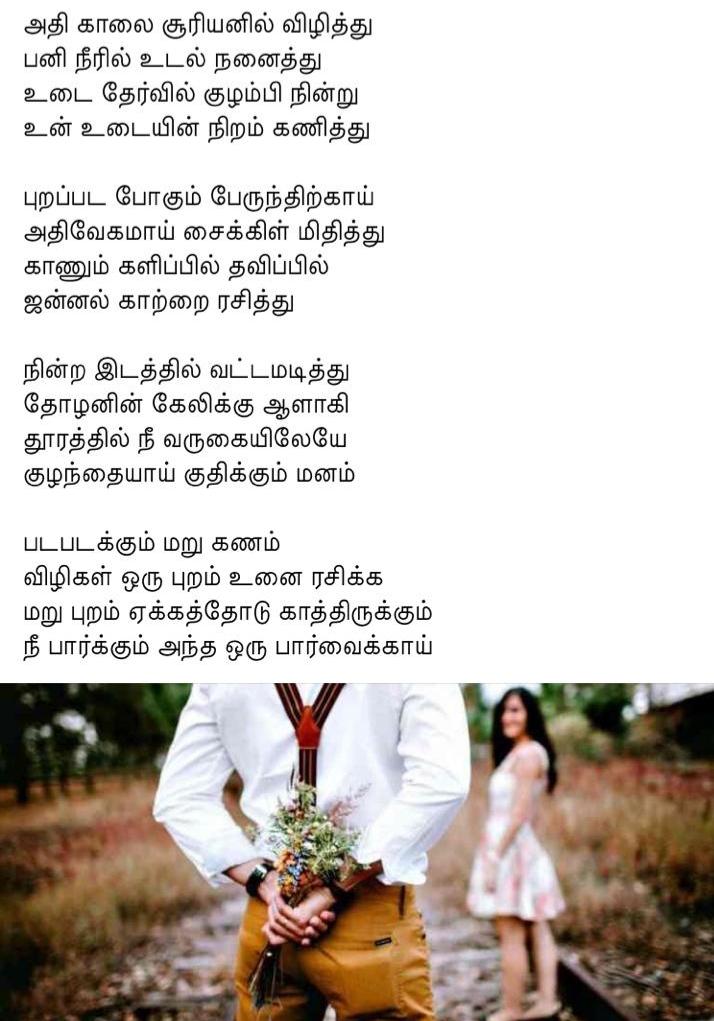 அதி காலை சூரியனில் விழித்து
பனி நீரில் உடல் நனைத்து
உடை தேர்வில் குழம்பி நின்று
உன் உடையின் நிறம் கணித்து
புறப்பட போகும் பேருந்திற்காய்
அதிவேகமாய் சைக்கிள் மிதித்து
காணும் களிப்பில் தவிப்பில்
ஜன்னல் காற்றை ரசித்து
நின்ற இடத்தில் வட்டமடித்து
தோழனின் கேலிக்கு ஆளாகி
தூரத்தில் நீ வருகையிலேயே
குழந்தையாய் குதிக்கும் மனம்
படபடக்கும் மறு கணம்
விழிகள் ஒரு புறம் உனை ரசிக்க
மறு புறம் ஏக்கத்தோடு காத்திருக்கும்
நீ பார்க்கும் அந்த ஒரு பார்வைக்காய்